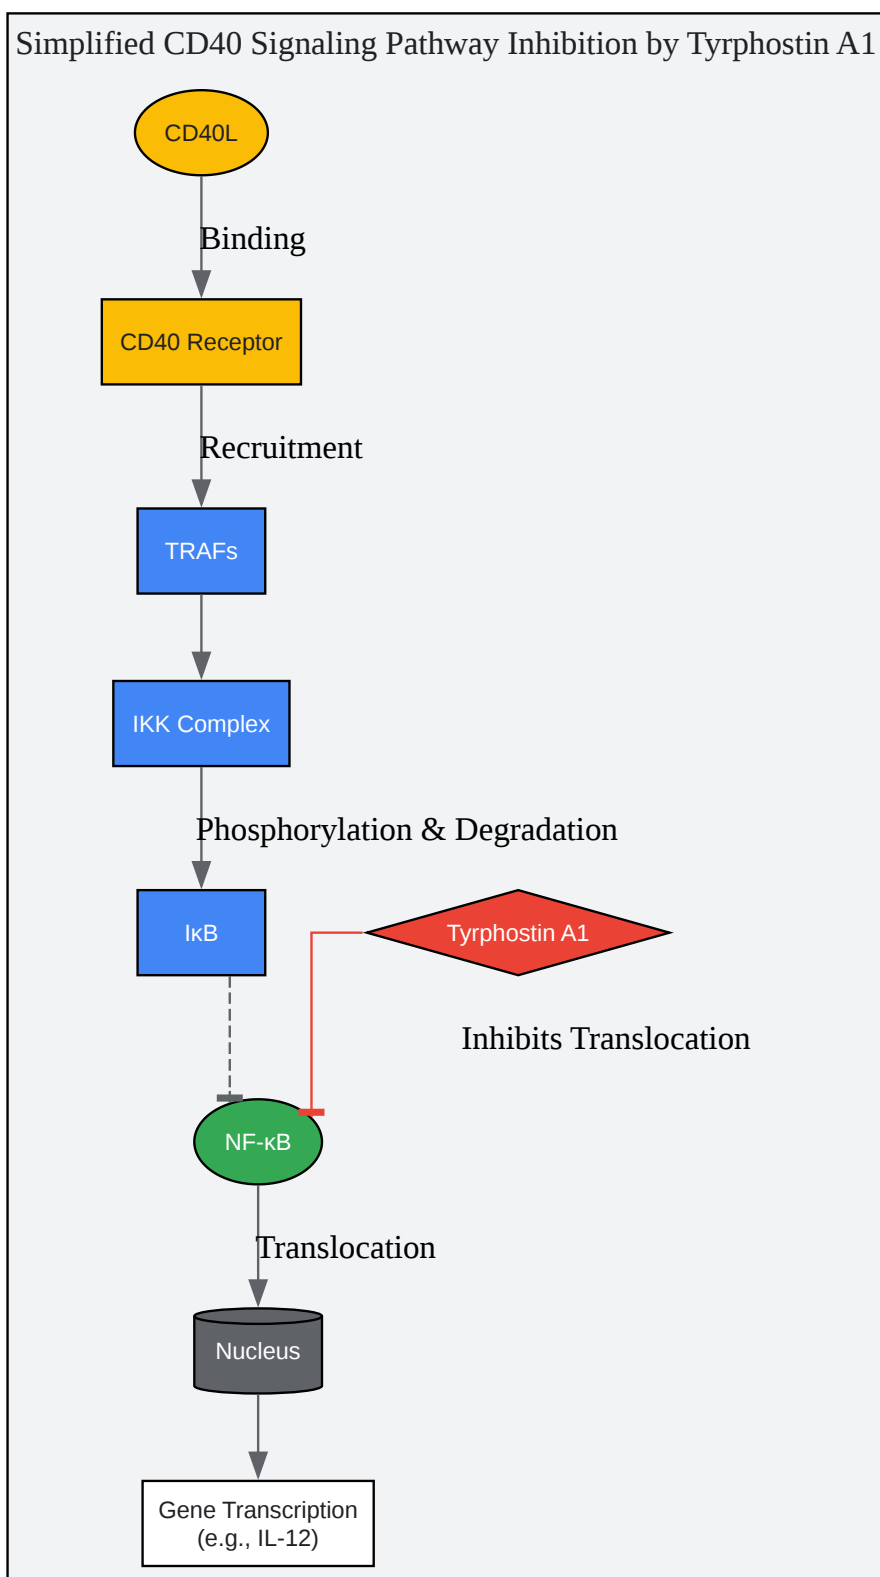 Simplified CD40 Signaling Pathway Inhibition by Tyrphostin A1
CD40L
Binding
CD40 Receptor
Recruitment
TRAFs
IKK Complex
Phosphorylation & Degradation
IκB
Tyrphostin A1
Inhibits Translocation
NF-κB
Translocation
Nucleus
Gene Transcription
(e.g., IL-12)